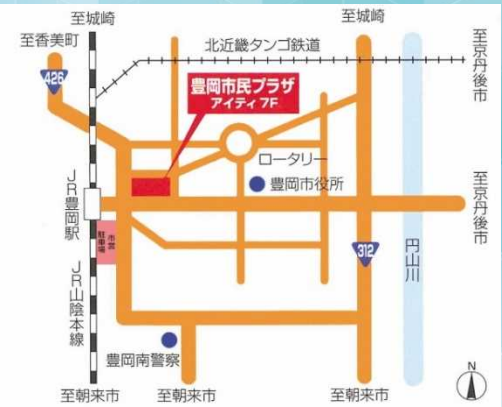 至城崎
至城崎
至香美町
北近畿タンゴ鉄道
至京丹後市
426
豊岡市民プラザ
アイティ 7F
ロータリー
豊岡市役所
JR豊岡駅
至京丹後市
市営
駐車場
312
円山川
JR山陰本線
豊岡南警察
N
至朝来市
至朝来市
至朝来市